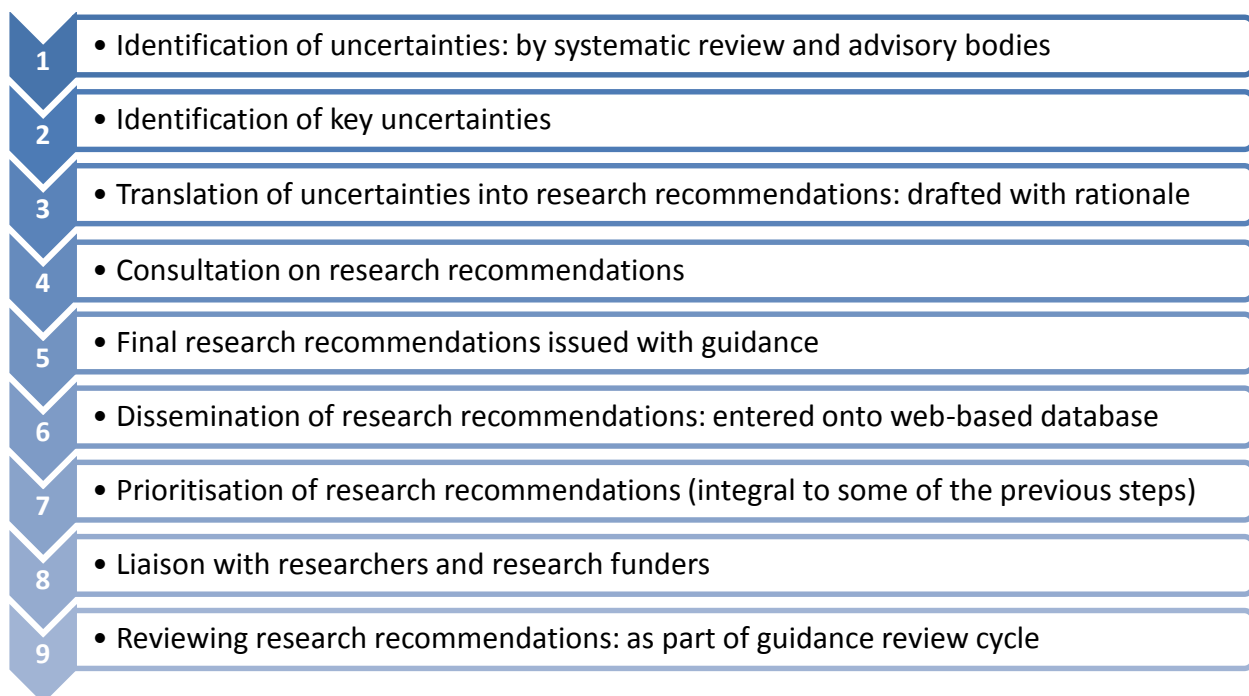 1
• Identification of uncertainties: by systematic review and advisory bodies
2
• Identification of key uncertainties
3
• Translation of uncertainties into research recommendations: drafted with rationale
4
• Consultation on research recommendations
5
• Final research recommendations issued with guidance
6
• Dissemination of research recommendations: entered onto web-based database
7
• Prioritisation of research recommendations (integral to some of the previous steps)
8
• Liaison with researchers and research funders
9
• Reviewing research recommendations: as part of guidance review cycle